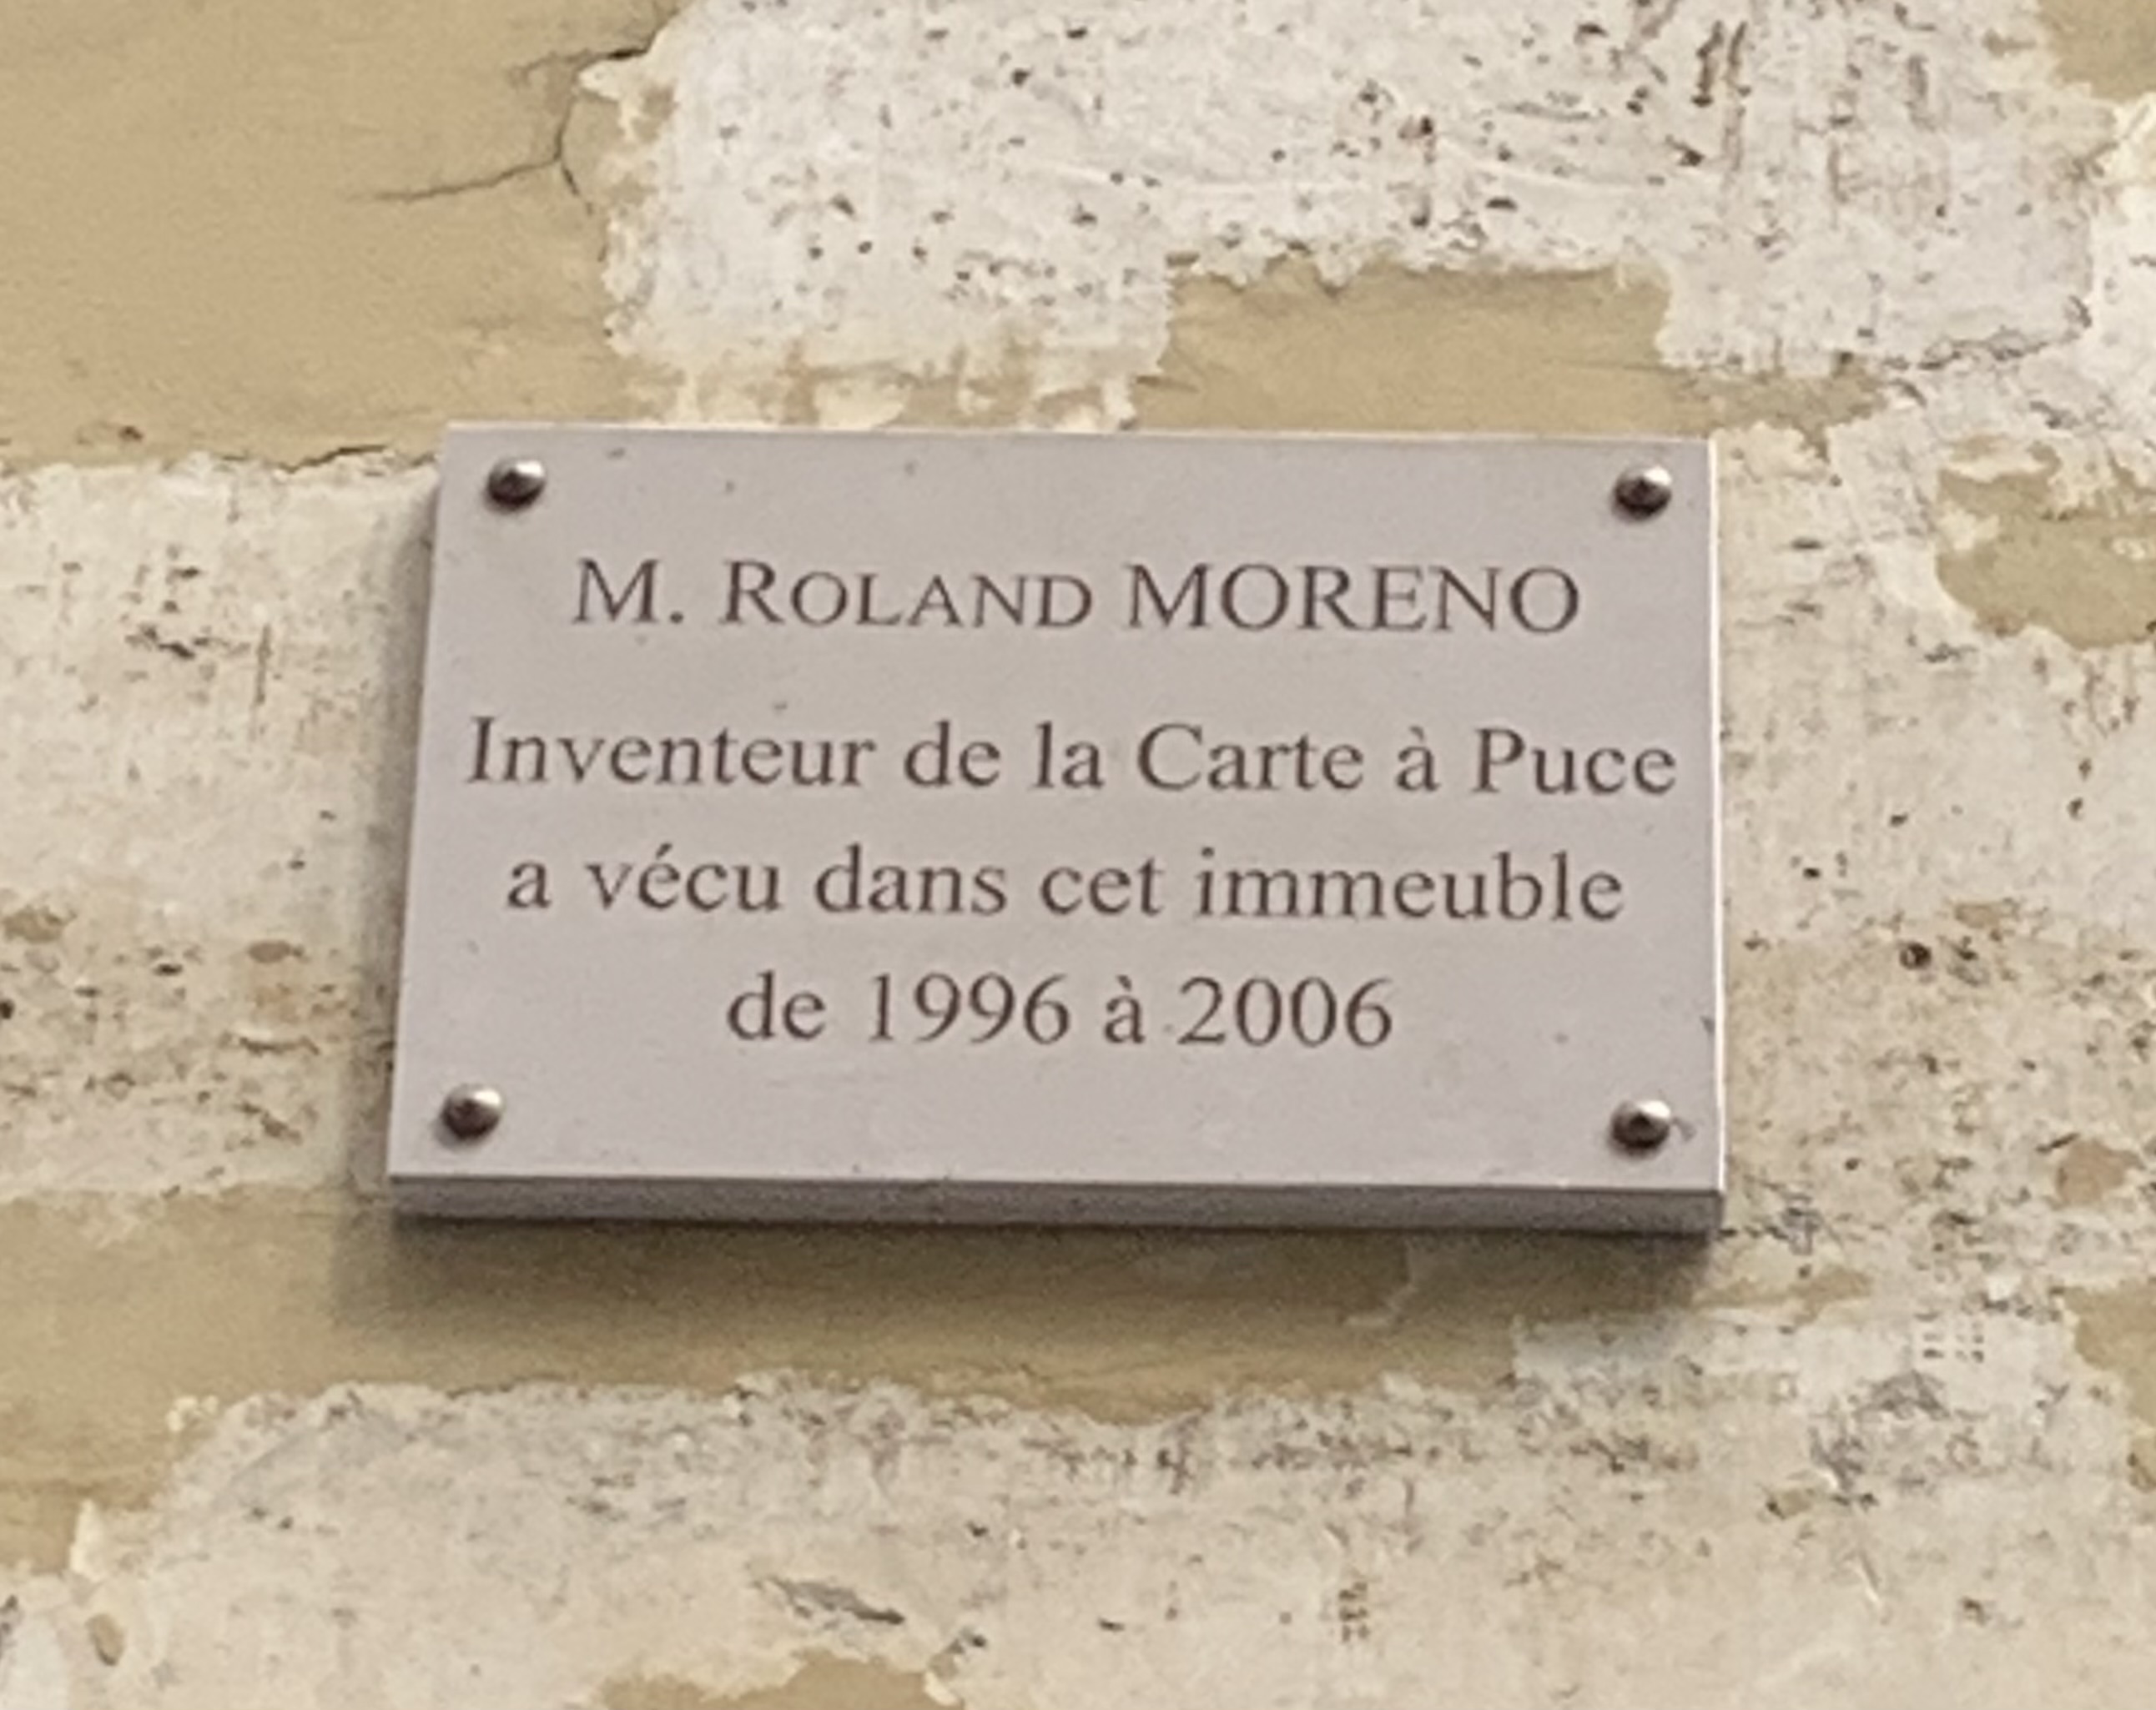 M. ROLAND MORENO
Inventeur de la Carte à Puce
a vécu dans cet immeuble
de 1996 à 2006